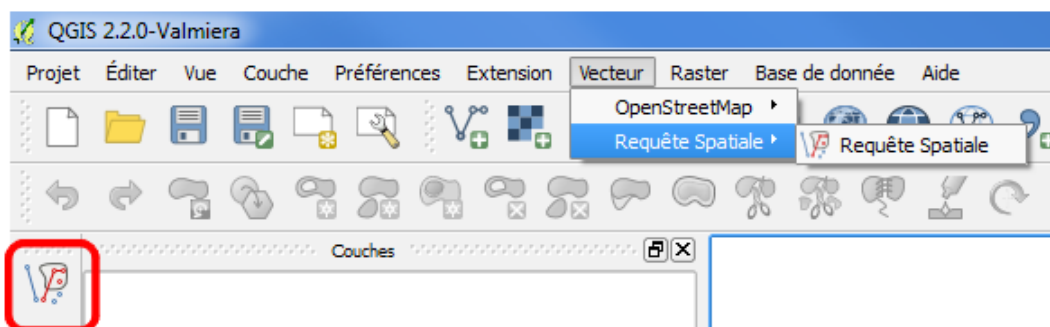 QGIS 2.2.0-Valmiera
Projet Éditer Vue Couche Préférences Extension Vecteur Raster Base de donnée Aide
OpenStreetMap
Requête Spatiale
Requête Spatiale
Couches